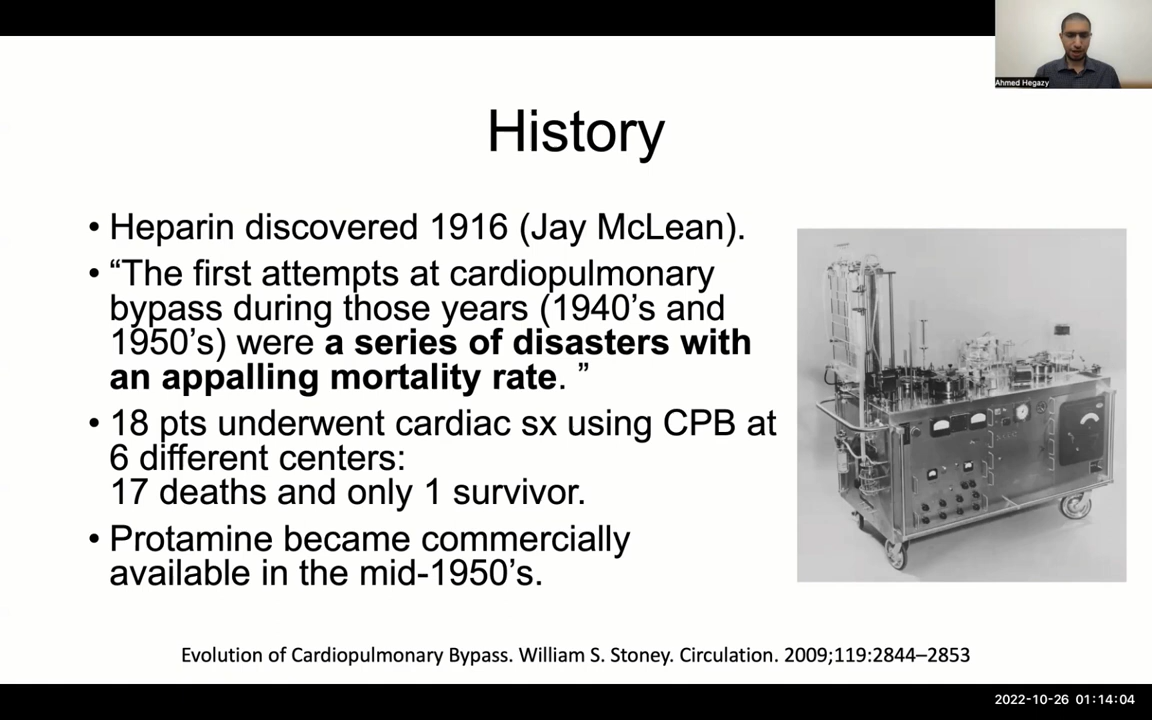 Ahmed Hegazy
History
• Heparin discovered 1916 (Jay McLean).
• “The first attempts at cardiopulmonary
bypass during those years (1940’s and
1950’s) were a series of disasters with
an appalling mortality rate. ”
• 18 pts underwent cardiac sx using CPB at
6 different centers:
17 deaths and only 1 survivor.
• Protamine became commercially
available in the mid-1950’s.
Evolution of Cardiopulmonary Bypass. William S. Stoney. Circulation. 2009;119:2844–2853
2022-10-26 01:14:04